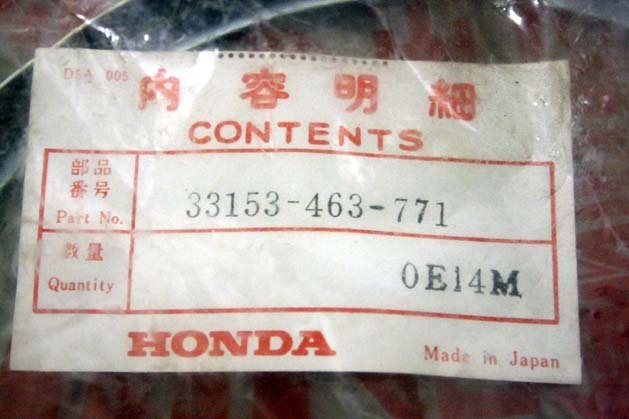 DSA 005
内容明細
CONTENTS
部品
番号
Part No.
33153-463-771
数量
Quantity
0E14M
HONDA
Made in Japan